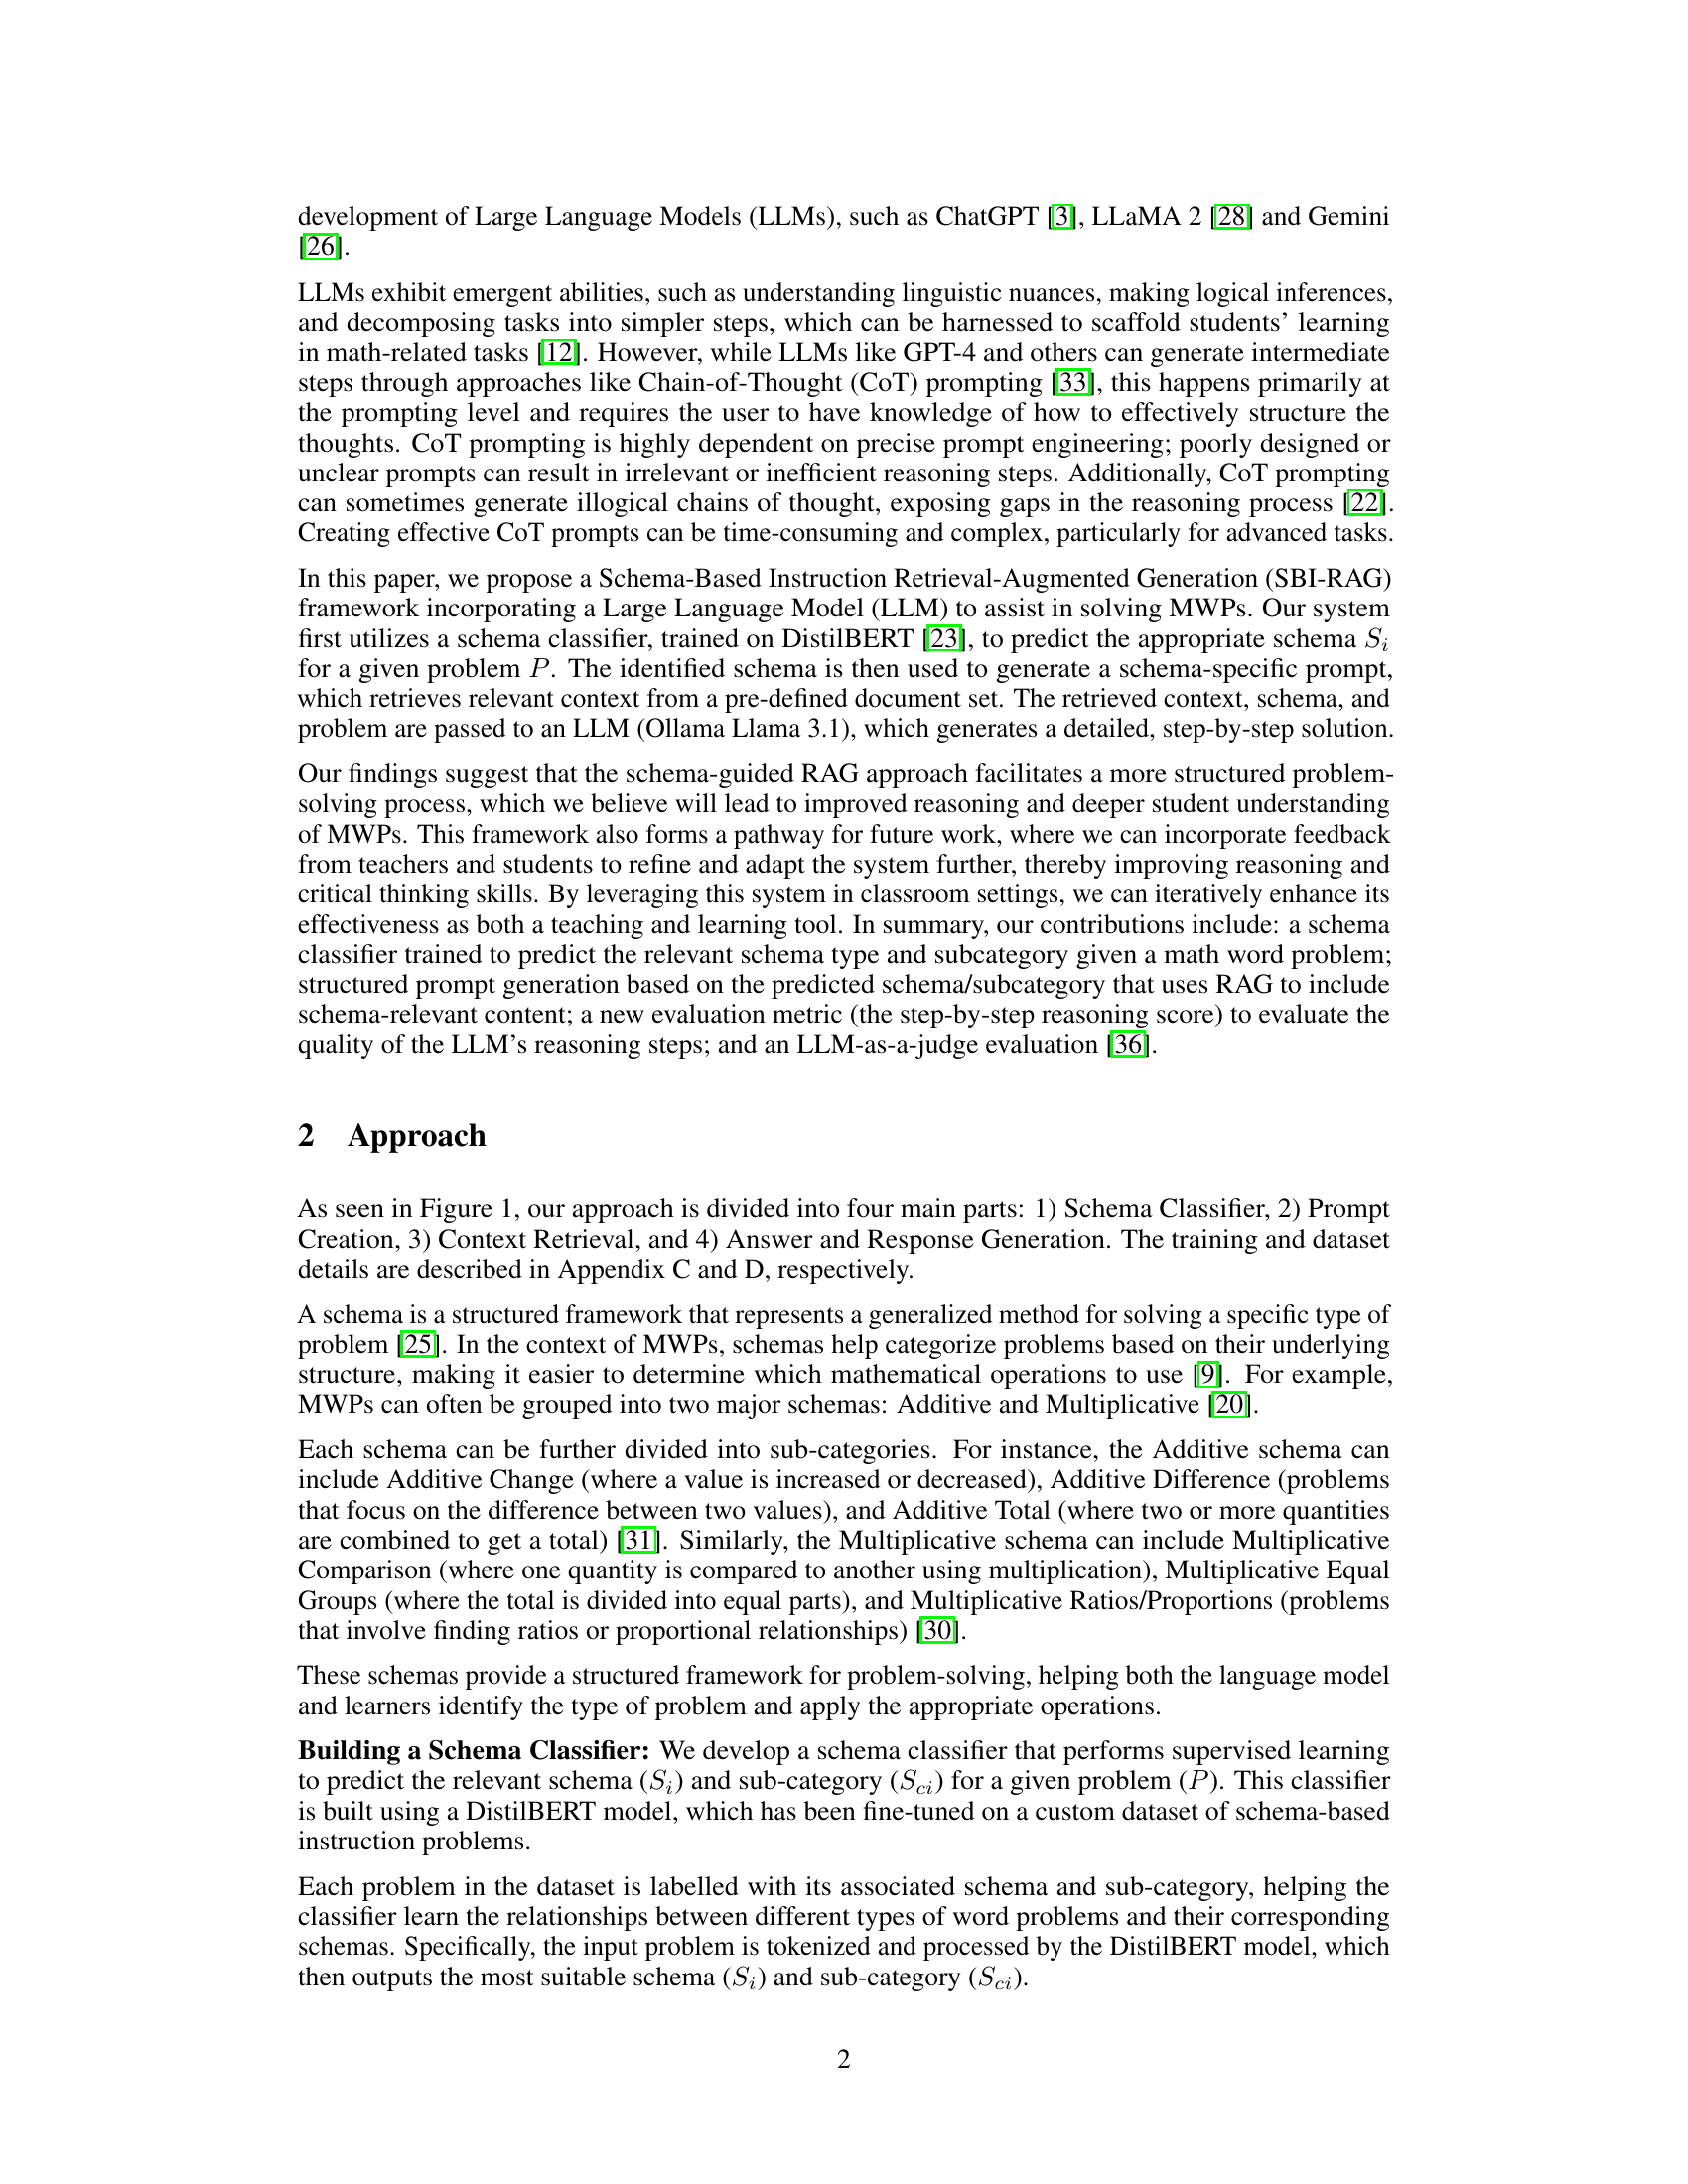 development of Large Language Models (LLMs), such as ChatGPT [3], LLaMA 2 [28] and Gemini
[26].
LLMs exhibit emergent abilities, such as understanding linguistic nuances, making logical inferences,
and decomposing tasks into simpler steps, which can be harnessed to scaffold students' learning
in math-related tasks [12]. However, while LLMs like GPT-4 and others can generate intermediate
steps through approaches like Chain-of-Thought (CoT) prompting [33], this happens primarily at
the prompting level and requires the user to have knowledge of how to effectively structure the
thoughts. CoT prompting is highly dependent on precise prompt engineering; poorly designed or
unclear prompts can result in irrelevant or inefficient reasoning steps. Additionally, CoT prompting
can sometimes generate illogical chains of thought, exposing gaps in the reasoning process [22].
Creating effective CoT prompts can be time-consuming and complex, particularly for advanced tasks.
In this paper, we propose a Schema-Based Instruction Retrieval-Augmented Generation (SBI-RAG)
framework incorporating a Large Language Model (LLM) to assist in solving MWPs. Our system
first utilizes a schema classifier, trained on DistilBERT [23], to predict the appropriate schema S_i
for a given problem P. The identified schema is then used to generate a schema-specific prompt,
which retrieves relevant context from a pre-defined document set. The retrieved context, schema, and
problem are passed to an LLM (Ollama Llama 3.1), which generates a detailed, step-by-step solution.
Our findings suggest that the schema-guided RAG approach facilitates a more structured problem-
solving process, which we believe will lead to improved reasoning and deeper student understanding
of MWPs. This framework also forms a pathway for future work, where we can incorporate feedback
from teachers and students to refine and adapt the system further, thereby improving reasoning and
critical thinking skills. By leveraging this system in classroom settings, we can iteratively enhance its
effectiveness as both a teaching and learning tool. In summary, our contributions include: a schema
classifier trained to predict the relevant schema type and subcategory given a math word problem;
structured prompt generation based on the predicted schema/subcategory that uses RAG to include
schema-relevant content; a new evaluation metric (the step-by-step reasoning score) to evaluate the
quality of the LLM's reasoning steps; and an LLM-as-a-judge evaluation [36].
2 Approach
As seen in Figure 1, our approach is divided into four main parts: 1) Schema Classifier, 2) Prompt
Creation, 3) Context Retrieval, and 4) Answer and Response Generation. The training and dataset
details are described in Appendix C and D, respectively.
A schema is a structured framework that represents a generalized method for solving a specific type of
problem [25]. In the context of MWPs, schemas help categorize problems based on their underlying
structure, making it easier to determine which mathematical operations to use [9]. For example,
MWPs can often be grouped into two major schemas: Additive and Multiplicative [20].
Each schema can be further divided into sub-categories. For instance, the Additive schema can
include Additive Change (where a value is increased or decreased), Additive Difference (problems
that focus on the difference between two values), and Additive Total (where two or more quantities
are combined to get a total) [31]. Similarly, the Multiplicative schema can include Multiplicative
Comparison (where one quantity is compared to another using multiplication), Multiplicative Equal
Groups (where the total is divided into equal parts), and Multiplicative Ratios/Proportions (problems
that involve finding ratios or proportional relationships) [30].
These schemas provide a structured framework for problem-solving, helping both the language model
and learners identify the type of problem and apply the appropriate operations.
Building a Schema Classifier: We develop a schema classifier that performs supervised learning
to predict the relevant schema (S_i) and sub-category (S_ci) for a given problem (P). This classifier
is built using a DistilBERT model, which has been fine-tuned on a custom dataset of schema-based
instruction problems.
Each problem in the dataset is labelled with its associated schema and sub-category, helping the
classifier learn the relationships between different types of word problems and their corresponding
schemas. Specifically, the input problem is tokenized and processed by the DistilBERT model, which
then outputs the most suitable schema (S_i) and sub-category (S_ci).
2